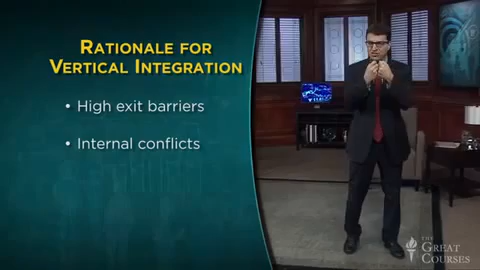 RATIONALE FOR
VERTICAL INTEGRATION
• High exit barriers
• Internal conflicts
THE
GREAT
COURSES